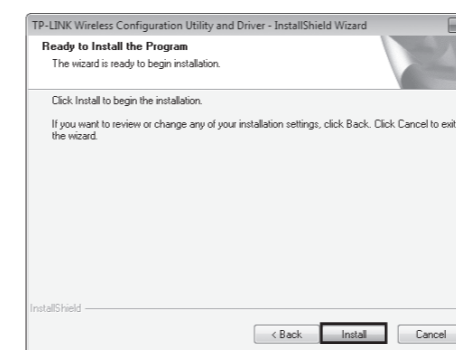 TP-LINK Wireless Configuration Utility and Driver - InstallShield Wizard
Ready to Install the Program
The wizard is ready to begin installation.
Click Install to begin the installation.
If you want to review or change any of your installation settings, click Back. Click Cancel to exit
the wizard.
InstallShield
< Back Install Cancel